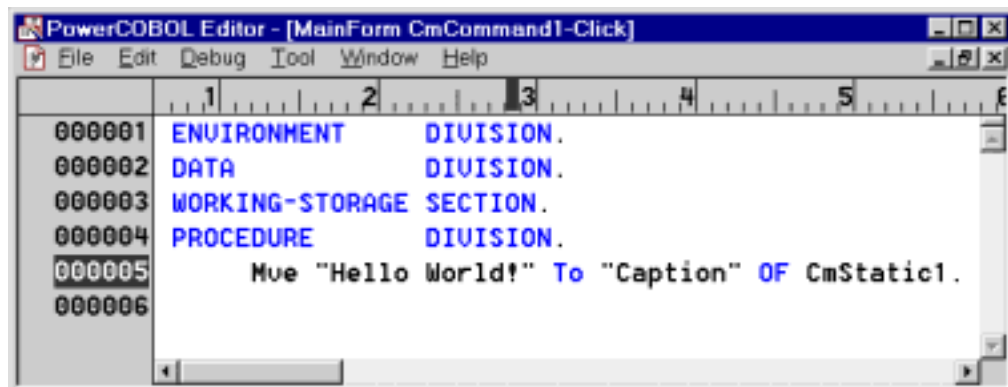 PowerCOBOL Editor - [MainForm CmCommand1-Click]
File Edit Debug Tool Window Help
1 2 3 4 5
000001 ENVIRONMENT DIVISION.
000002 DATA DIVISION.
000003 WORKING-STORAGE SECTION.
000004 PROCEDURE DIVISION.
000005 Mve "Hello World!" To "Caption" OF CmStatic1.
000006